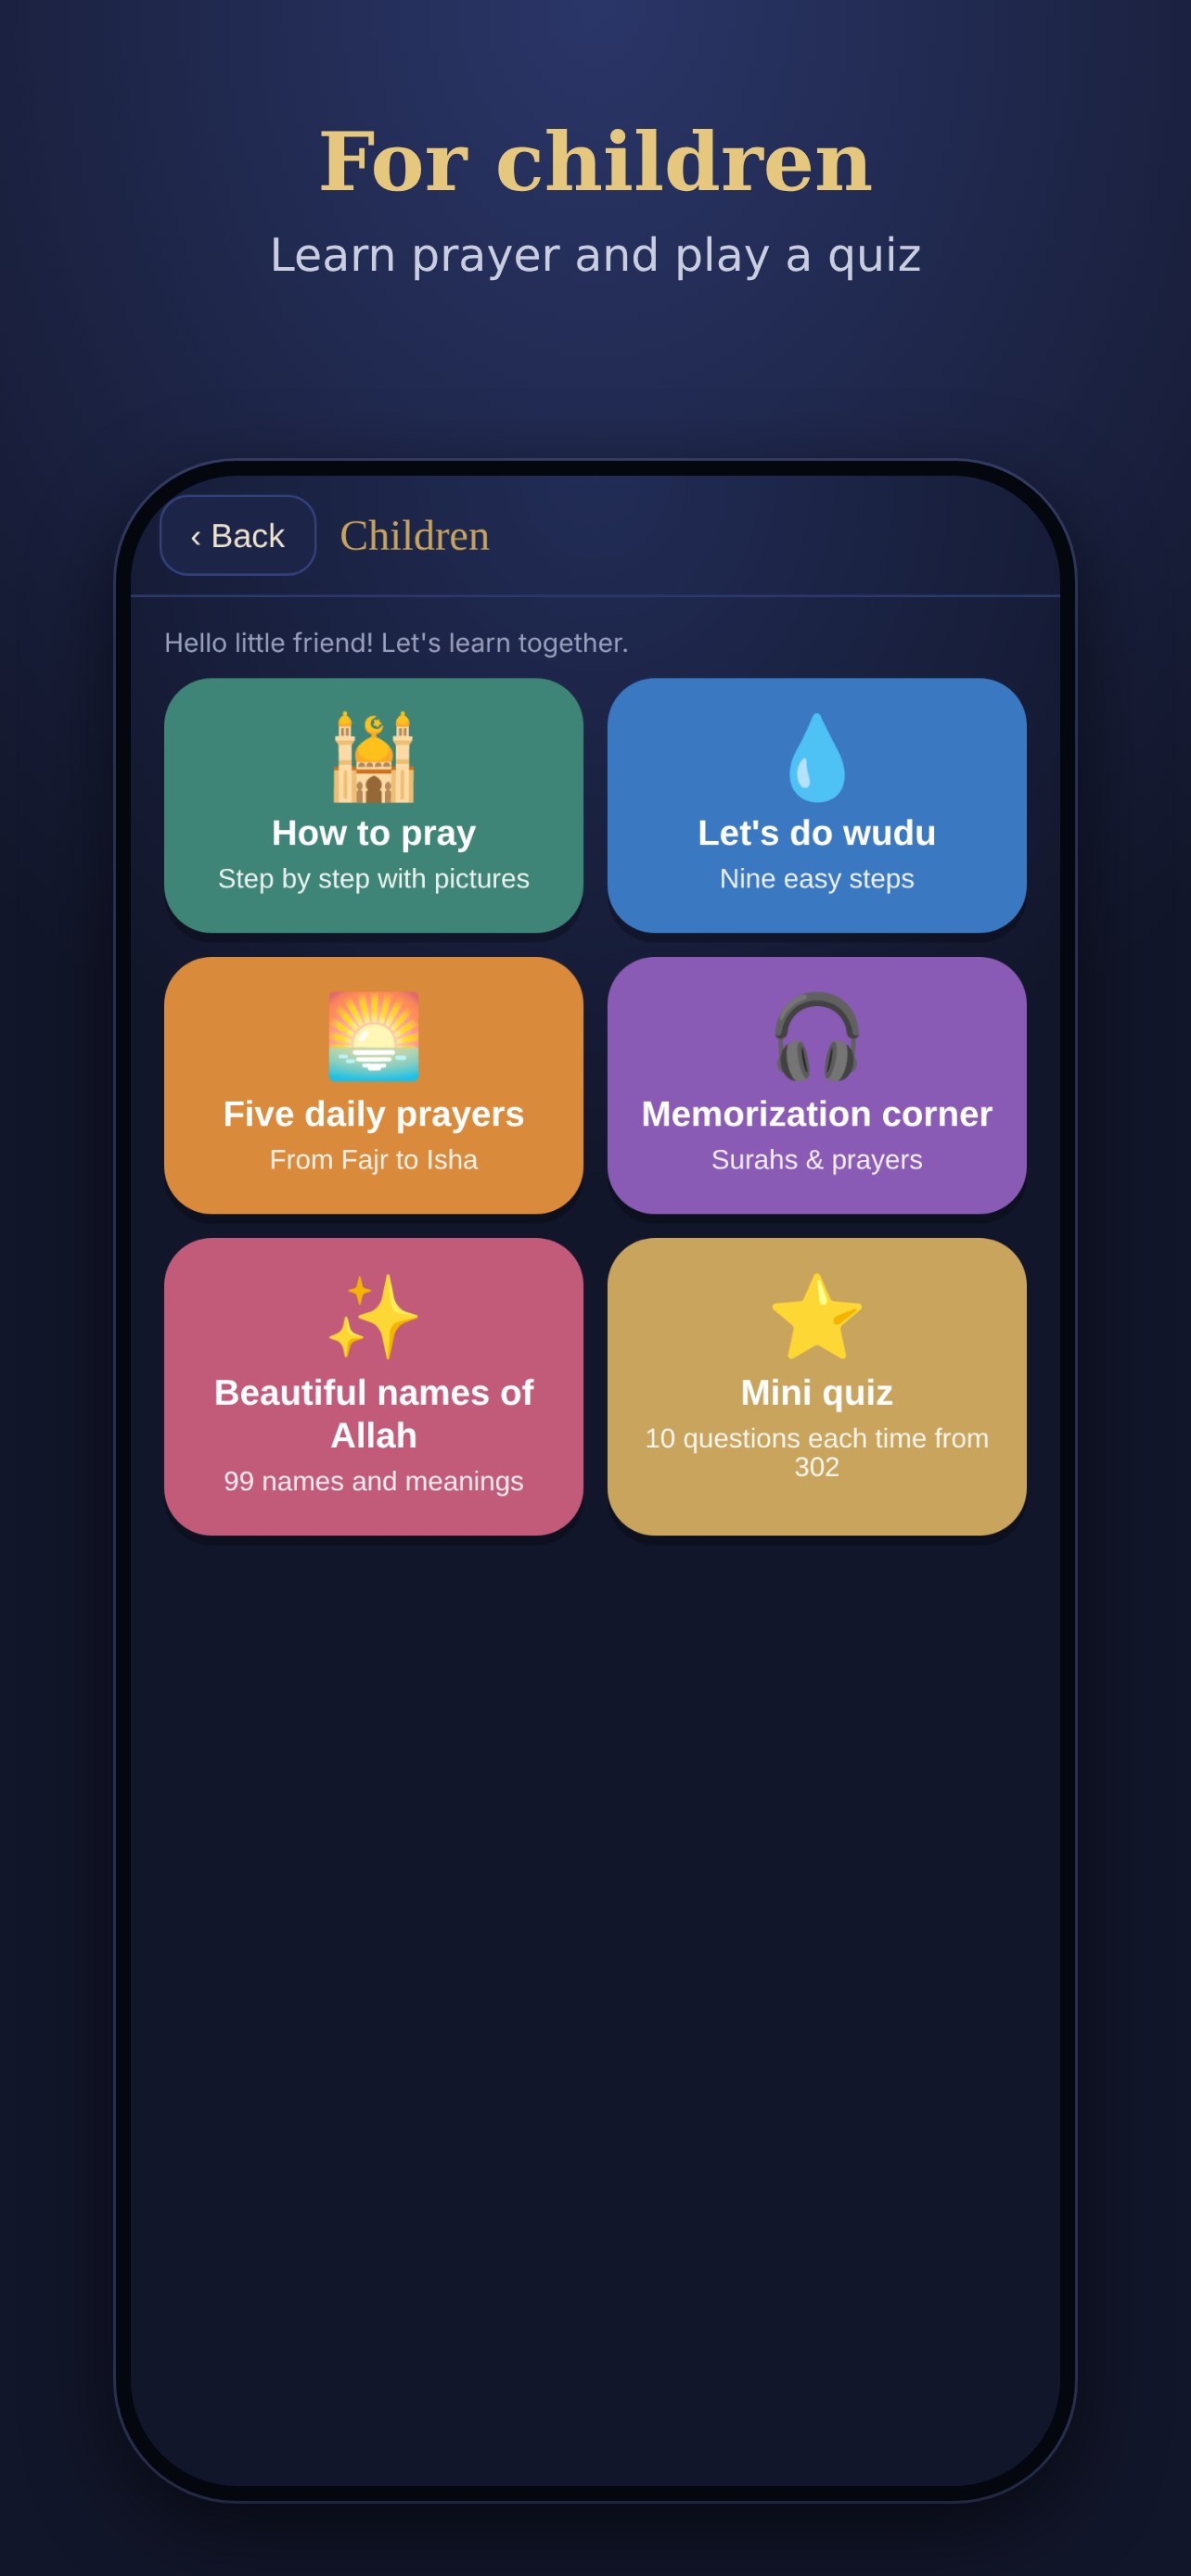 For children
Learn prayer and play a quiz
‹ Back
Children
Hello little friend! Let's learn together.
How to pray
Step by step with pictures
Let's do wudu
Nine easy steps
Five daily prayers
From Fajr to Isha
Memorization corner
Surahs & prayers
Beautiful names of
Allah
99 names and meanings
Mini quiz
10 questions each time from
302